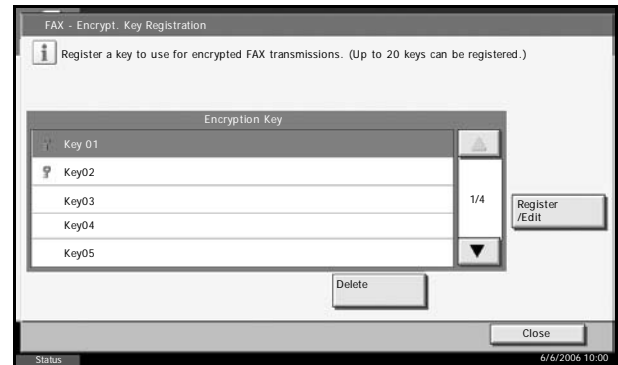 FAX - Encrypt. Key Registration
Register a key to use for encrypted FAX transmissions. (Up to 20 keys can be registered.)
Encryption Key
Key 01
Key02
Key03
1/4
Register
/Edit
Key04
Key05
Delete
Close
Status
6/6/2006 10:00